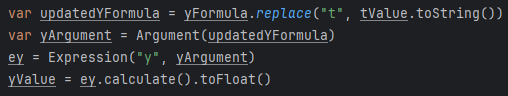 var updatedYFormula = yFormula.replace("t", tValue.toString())
var yArgument = Argument(updatedYFormula)
ey = Expression("y", yArgument)
yValue = ey.calculate().toFloat()